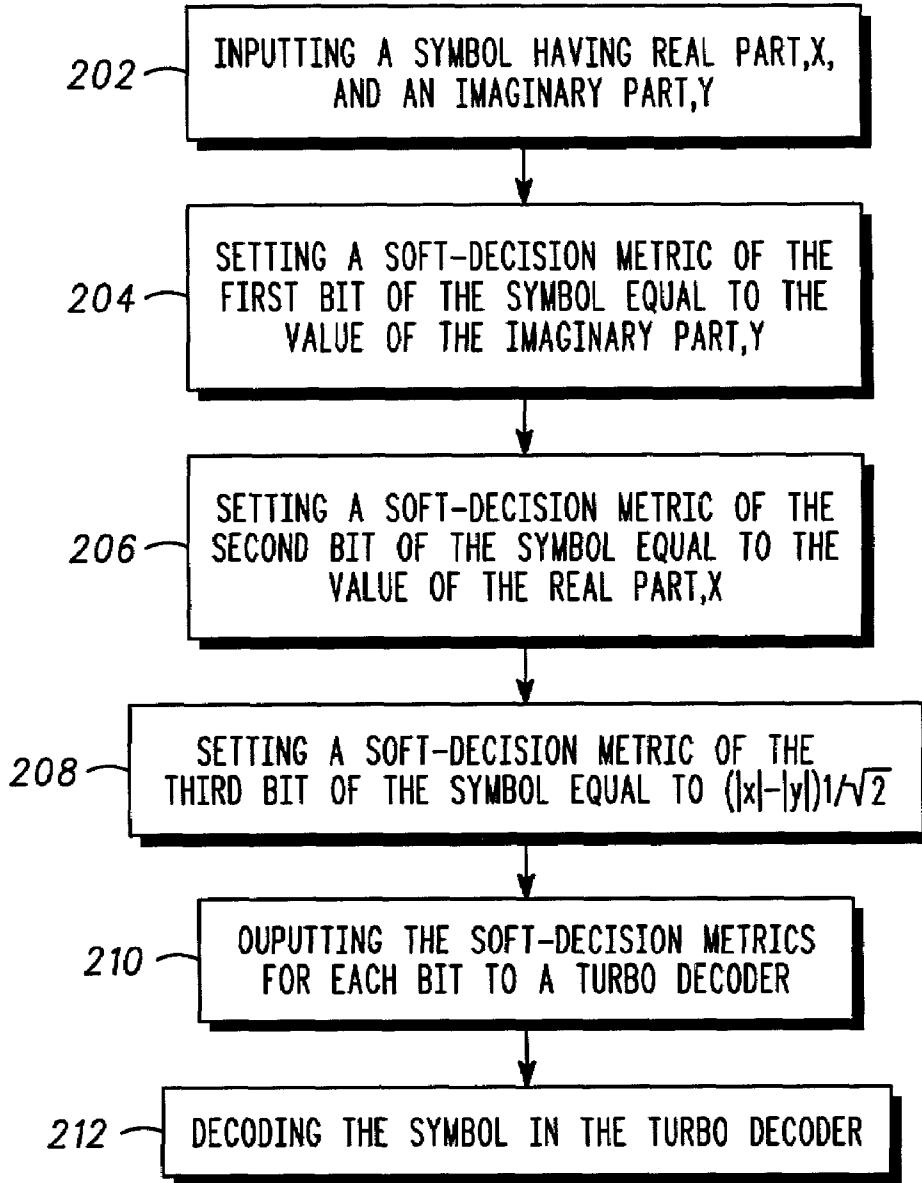 202
INPUTTING A SYMBOL HAVING REAL PART,X,
AND AN IMAGINARY PART,Y
204
SETTING A SOFT-DECISION METRIC OF THE
FIRST BIT OF THE SYMBOL EQUAL TO THE
VALUE OF THE IMAGINARY PART,Y
206
SETTING A SOFT-DECISION METRIC OF THE
SECOND BIT OF THE SYMBOL EQUAL TO THE
VALUE OF THE REAL PART,X
208
SETTING A SOFT-DECISION METRIC OF THE
THIRD BIT OF THE SYMBOL EQUAL TO (|x|-|y|)1/√2
210
OUPUTTING THE SOFT-DECISION METRICS
FOR EACH BIT TO A TURBO DECODER
212
DECODING THE SYMBOL IN THE TURBO DECODER